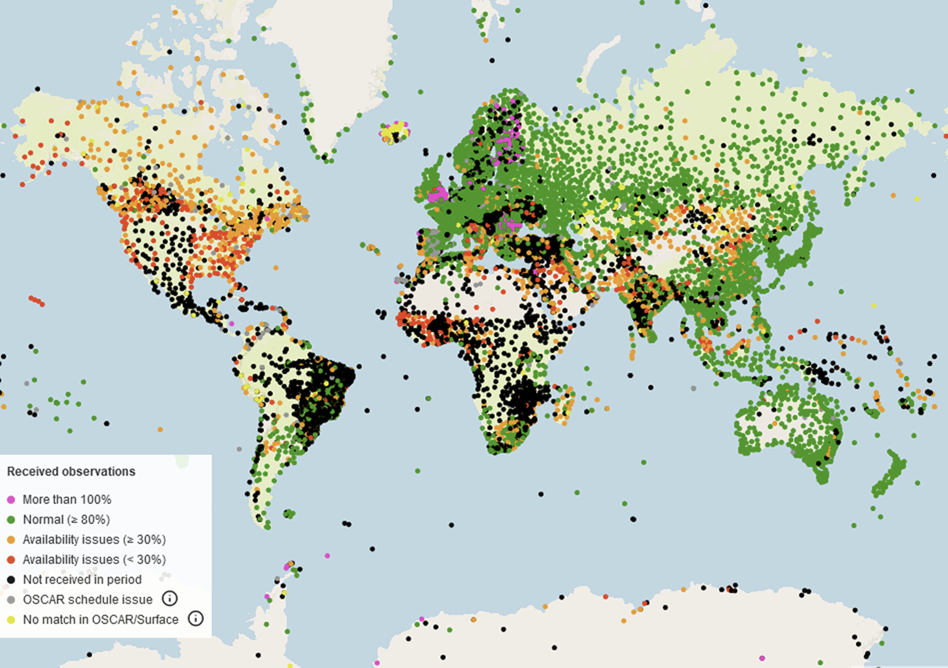 Received observations
More than 100%
Normal (≥ 80%)
Availability issues (≥ 30%)
Availability issues (< 30%)
Not received in period
OSCAR schedule issue
No match in OSCAR/Surface